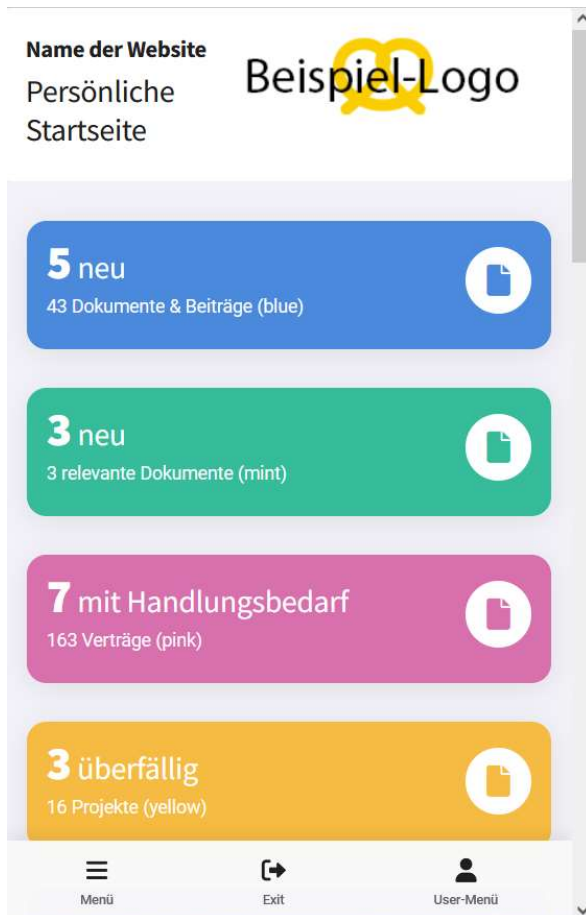 Name der Website
Persönliche
Startseite
Beispiel-Logo
5 neu
43 Dokumente & Beiträge (blue)
3 neu
3 relevante Dokumente (mint)
7 mit Handlungsbedarf
163 Verträge (pink)
3 überfällig
16 Projekte (yellow)
Menü
Exit
User-Menü